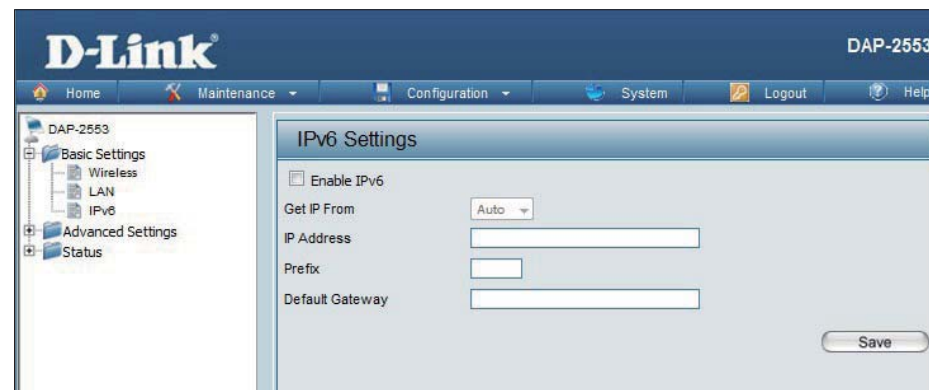 D-Link
DAP-2553
Home Maintenance Configuration System Logout Help
DAP-2553
Basic Settings
Wireless
LAN
IPv6
Advanced Settings
Status
IPv6 Settings
Enable IPv6
Get IP From Auto
IP Address
Prefix
Default Gateway
Save